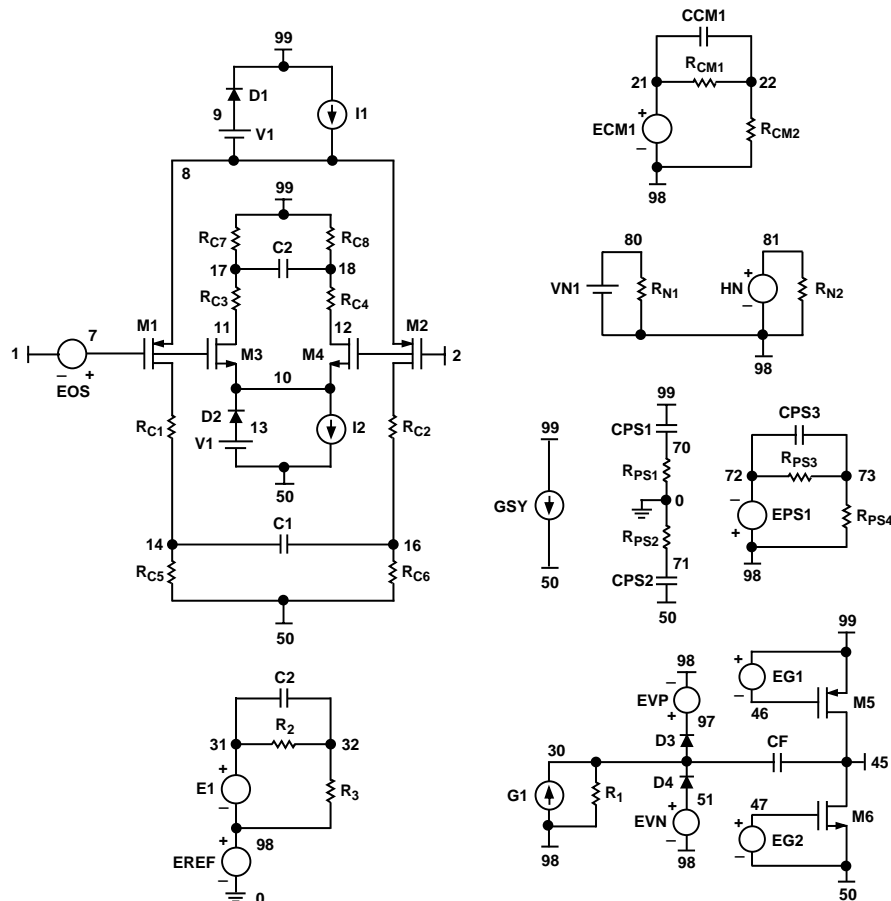 99
D1
9
V1
I1
8
99
RC7
C2
RC8
17
18
RC3
RC4
M1
11
12
M2
7
1
M3
M4
2
EOS
– +
10
D2
13
RC1
V1
I2
RC2
50
C1
14
16
RC5
RC6
50
C2
R2
31
32
+
E1
–
R3
+
98
EREF
–
0
CCM1
RCM1
21
22
+
ECM1
–
RCM2
98
80
81
VN1
RN1
+
HN
–
RN2
98
99
GSY
50
99
CPS1
70
RPS1
0
RPS2
71
CPS2
50
CPS3
RPS3
72
73
–
EPS1
+
RPS4
98
98
–
EVP
+
97
D3
30
G1
R1
98
D4
51
+
EVN
–
98
99
+
EG1
–
46
M5
CF
45
47
M6
+
EG2
–
50